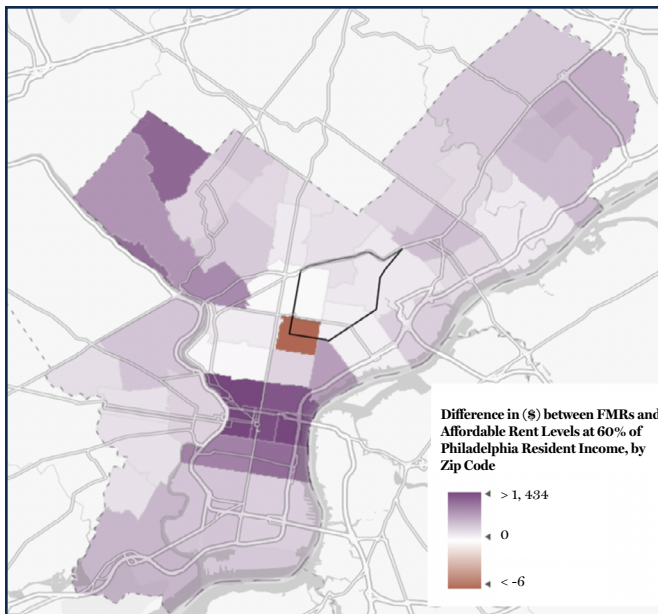 Difference in ($) between FMRs and
Affordable Rent Levels at 60% of
Philadelphia Resident Income, by
Zip Code
> 1, 434
0
< -6